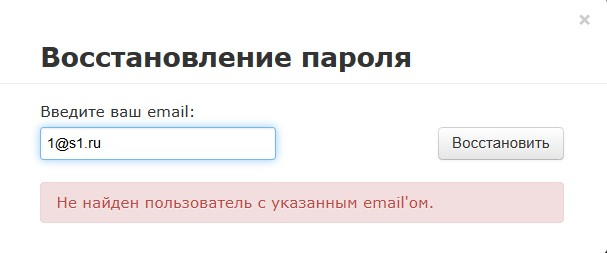 ×
Восстановление пароля
Введите ваш email:
1@s1.ru
Восстановить
Не найден пользователь с указанным email'ом.